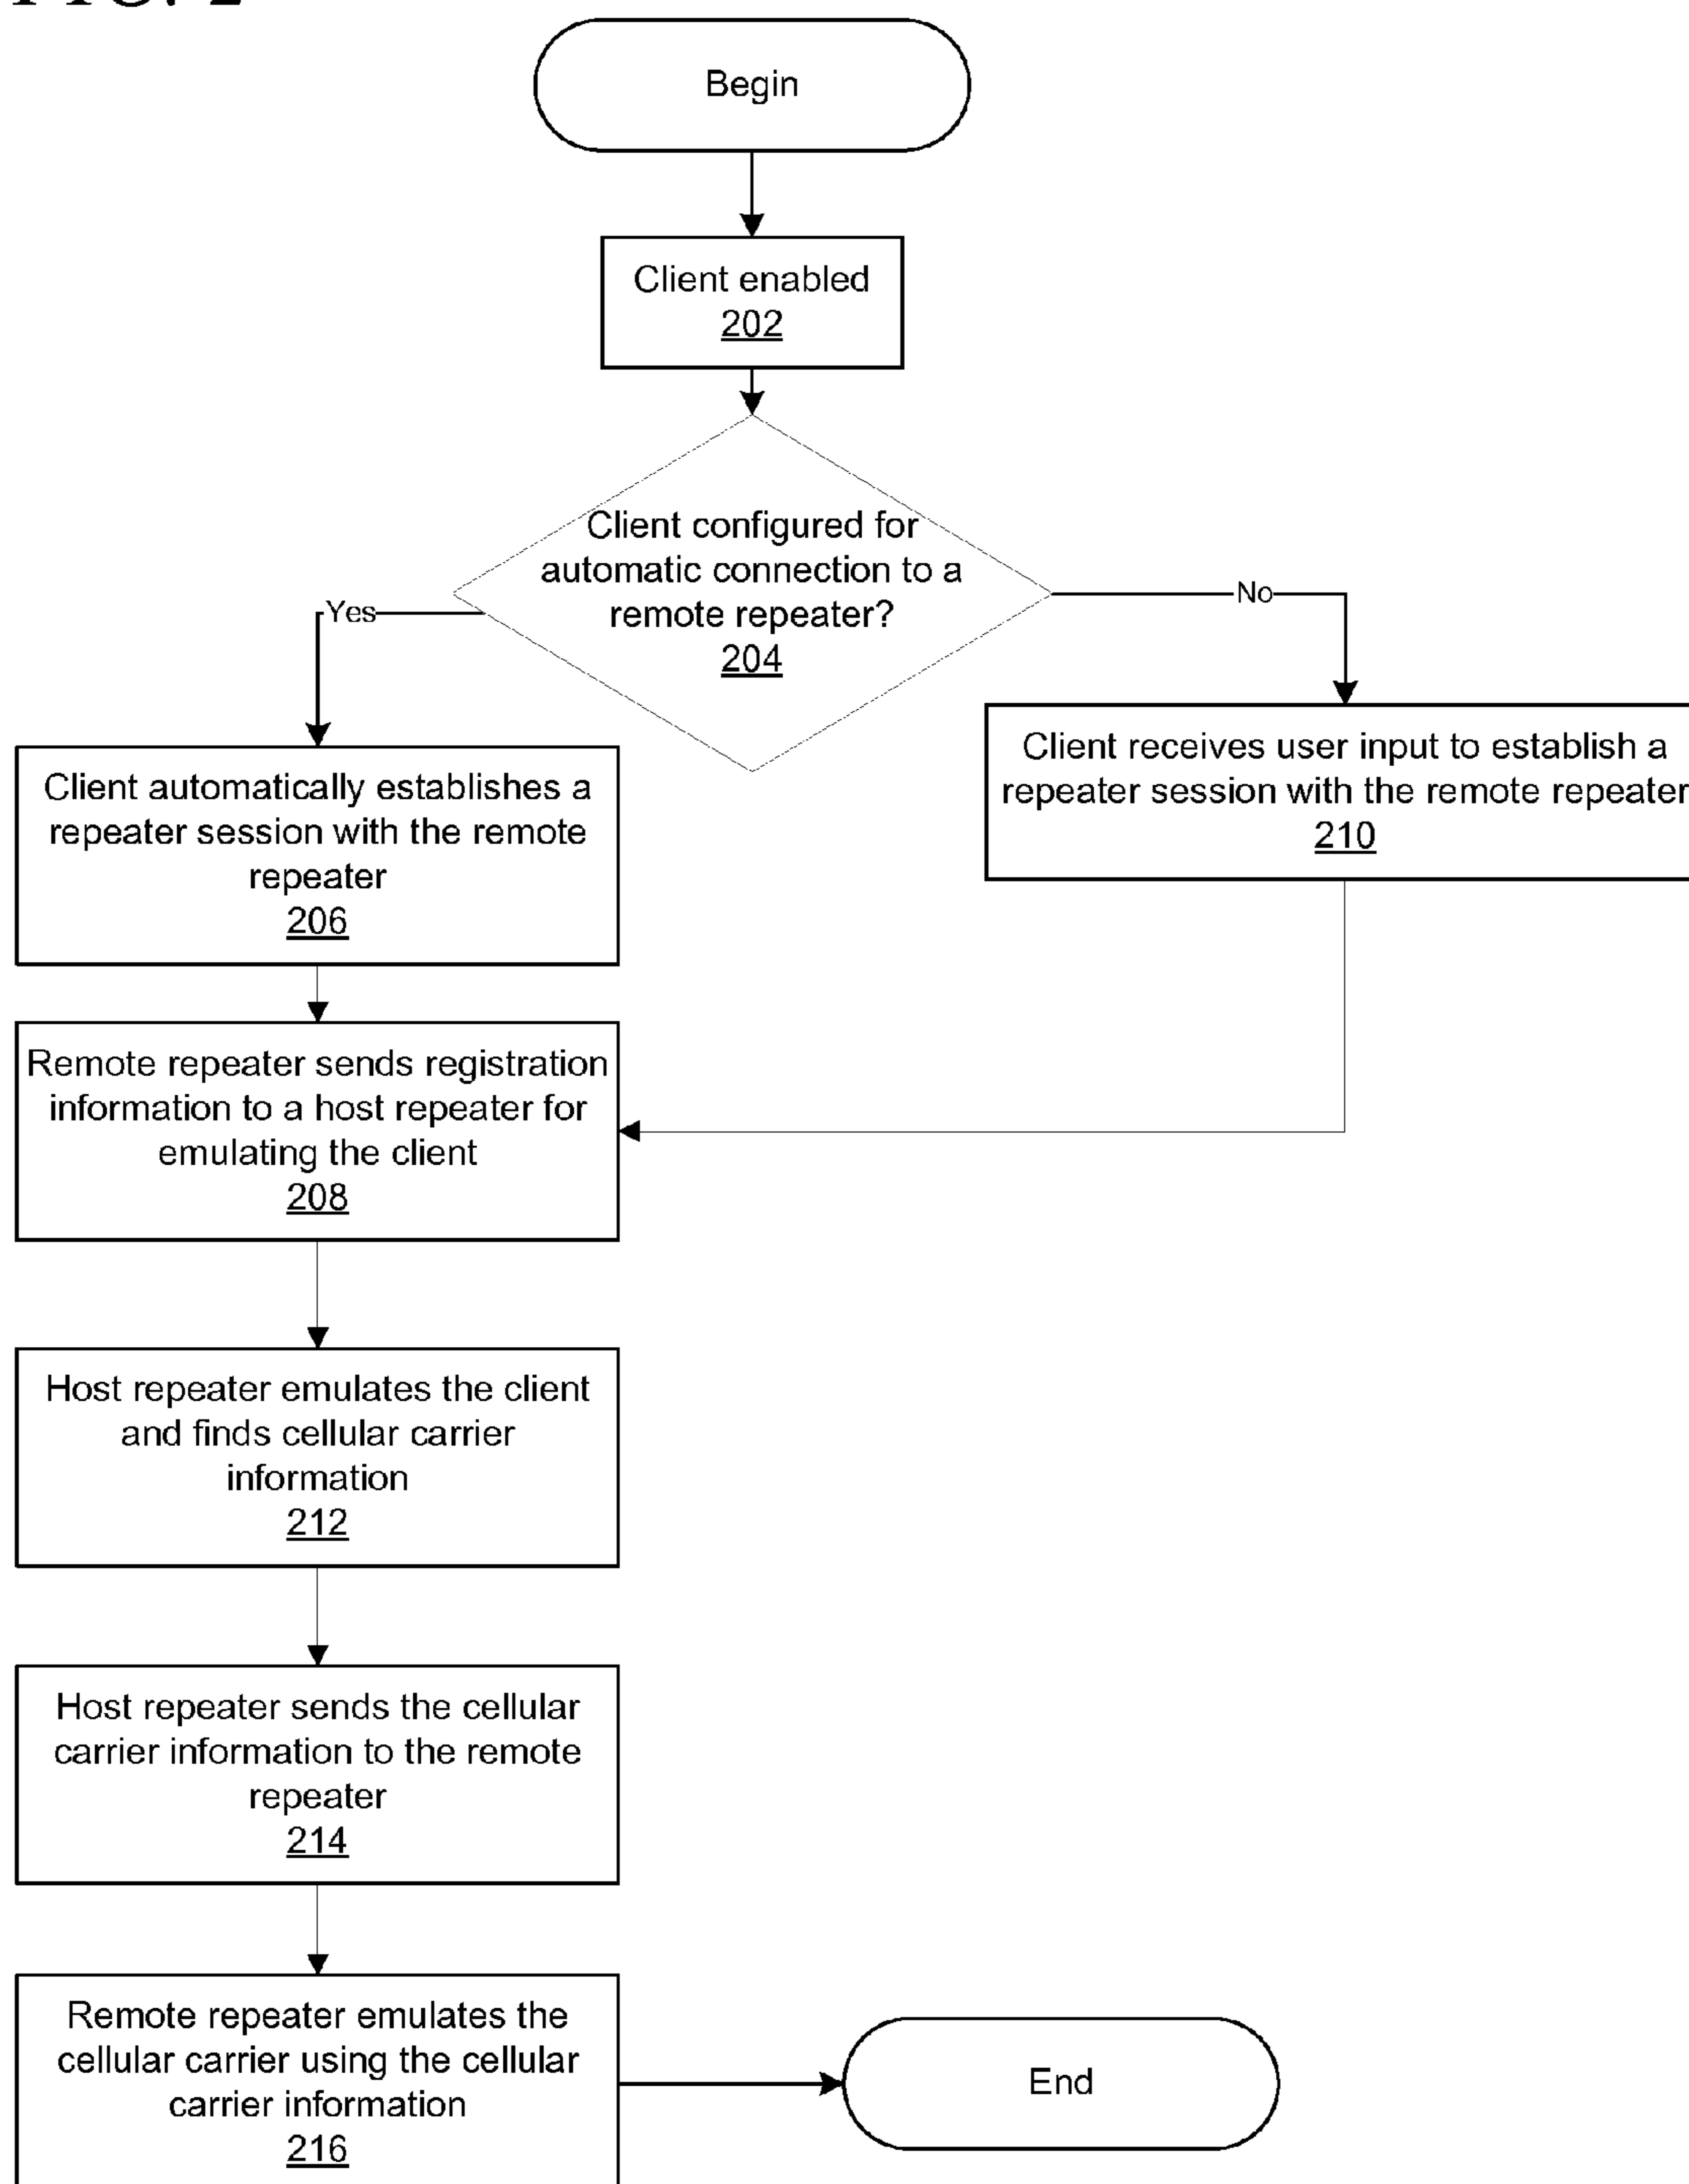 FIG. 2
Begin
Client enabled
202
Client configured for
automatic connection to a
remote repeater?
204
Yes
No
Client automatically establishes a
repeater session with the remote
repeater
206
Client receives user input to establish a
repeater session with the remote repeater
210
Remote repeater sends registration
information to a host repeater for
emulating the client
208
Host repeater emulates the client
and finds cellular carrier
information
212
Host repeater sends the cellular
carrier information to the remote
repeater
214
Remote repeater emulates the
cellular carrier using the cellular
carrier information
216
End